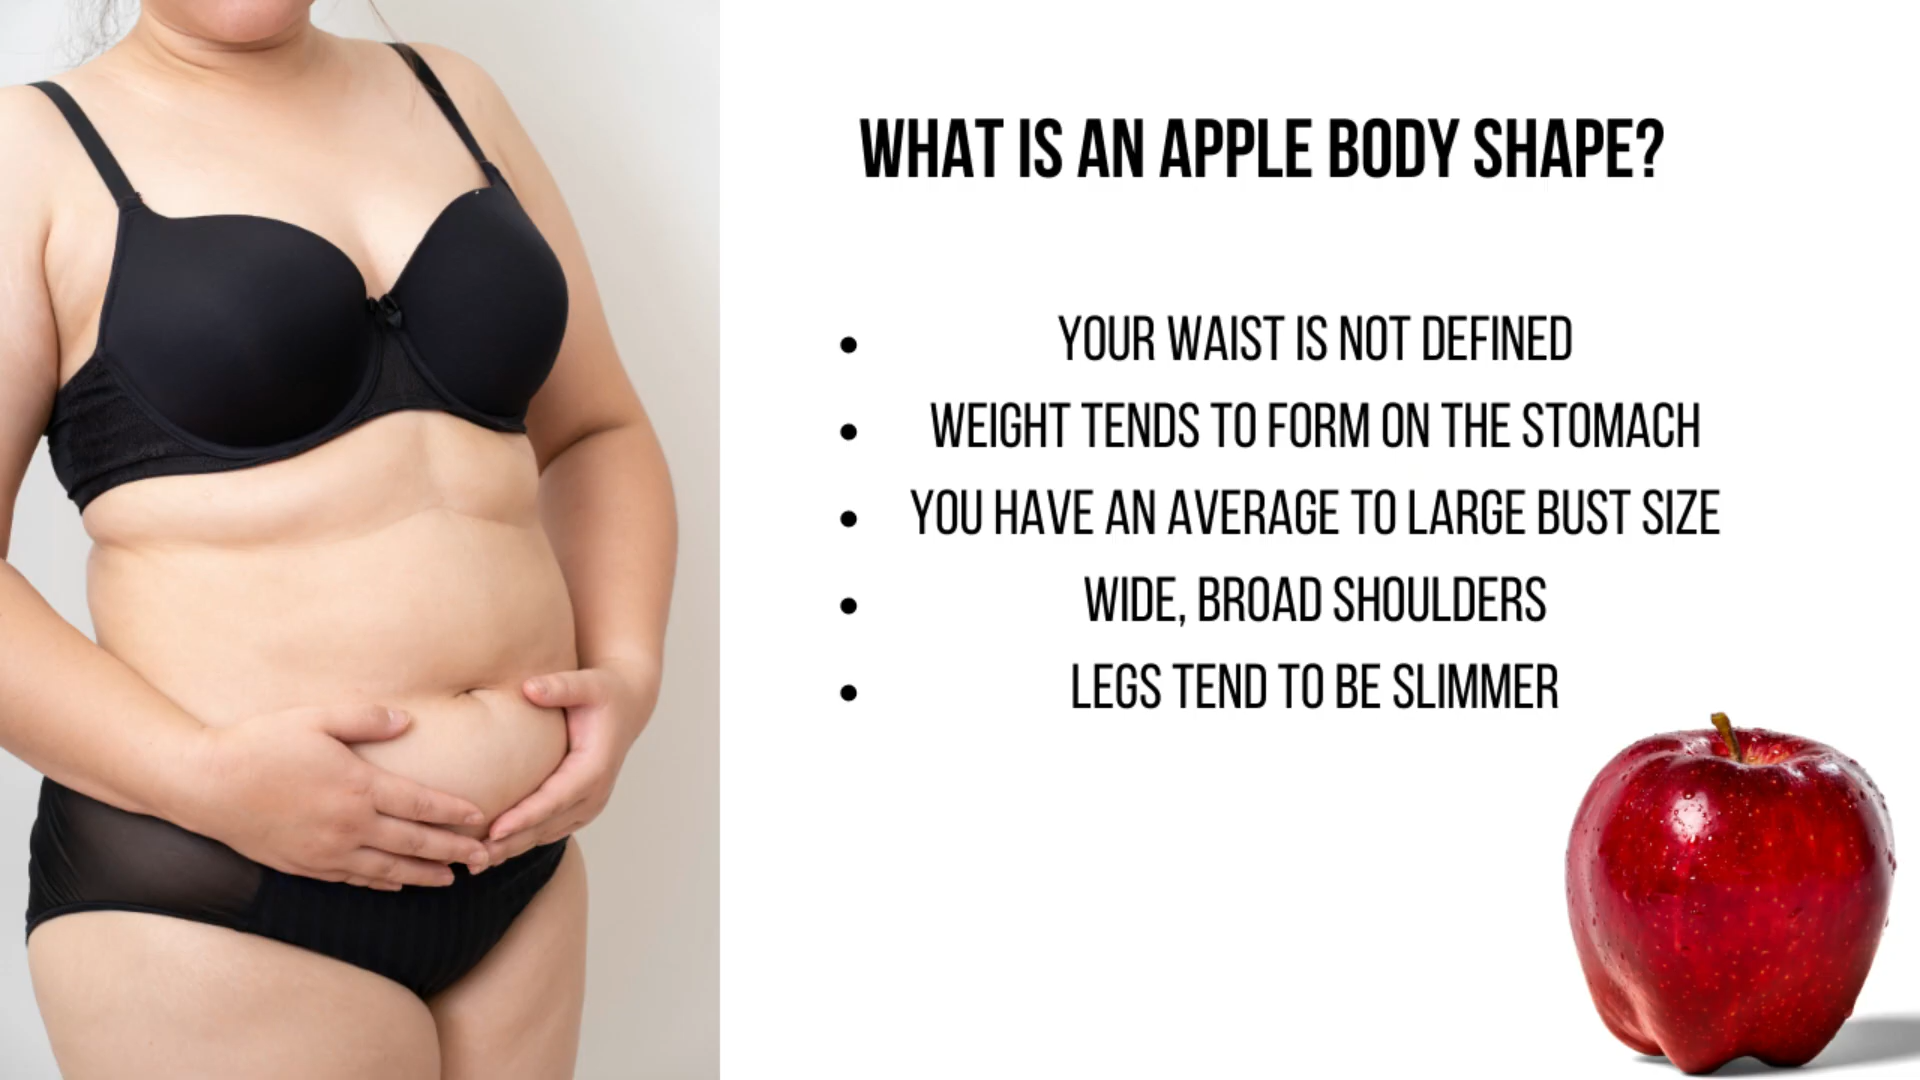 WHAT IS AN APPLE BODY SHAPE?
• YOUR WAIST IS NOT DEFINED
• WEIGHT TENDS TO FORM ON THE STOMACH
• YOU HAVE AN AVERAGE TO LARGE BUST SIZE
• WIDE, BROAD SHOULDERS
• LEGS TEND TO BE SLIMMER